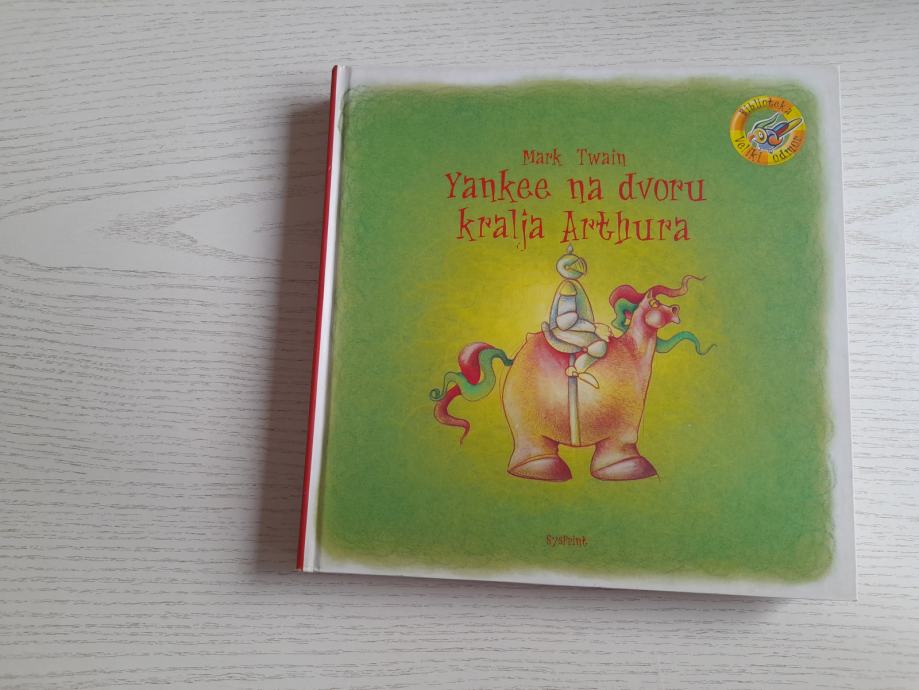 Biblioteka
Veliki odmor
Mark Twain
Yankee na dvoru
kralja Arthura
SysPrint